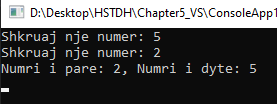 D:\Desktop\HSTDH\Chapter5_VS\ConsoleApp1
Shkruaj nje numer: 5
Shkruaj nje numer: 2
Numri i pare: 2, Numri i dyte: 5